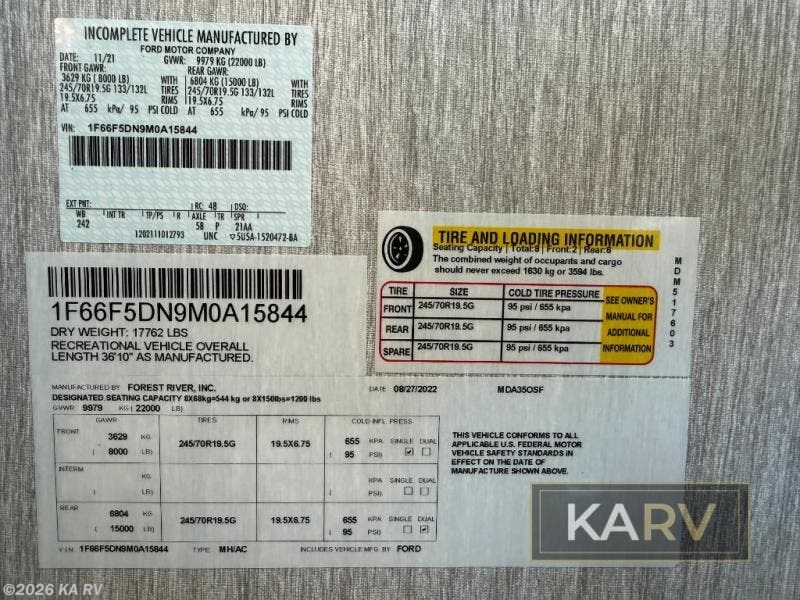 INCOMPLETE VEHICLE MANUFACTURED BY
FORD MOTOR COMPANY
DATE: 11/21 GVWR: 9979 KG (22000 LB)
FRONT GAWR: REAR GAWR:
3629 KG ( 8000 LB) WITH 6804 KG (15000 LB) WITH
245/70R19.5G 133/132L TIRES 245/70R19.5G 133/132L TIRES
19.5X6.75 RIMS 19.5X6.75 RIMS
AT 655 kPa/ 95 PSI COLD AT 655 kPa/ 95 PSI COLD
VIN: 1F66F5DN9M0A15844
EXT PNT: RC: 48 DSO:
WB INT TR TP/PS R AXLE TR SPR
242 58 P 21AA
1202111012793 UNC 5U5A-1520472-BA
TIRE AND LOADING INFORMATION
Seating Capacity | Total:8 | Front:2 | Rear:6
The combined weight of occupants and cargo
should never exceed 1630 kg or 3594 lbs.
TIRE SIZE COLD TIRE PRESSURE SEE OWNER'S MANUAL FOR ADDITIONAL INFORMATION
FRONT 245/70R19.5G 95 psi / 655 kpa
REAR 245/70R19.5G 95 psi / 655 kpa
SPARE 245/70R19.5G 95 psi / 655 kpa
MDM517603
1F66F5DN9M0A15844
DRY WEIGHT: 17762 LBS
RECREATIONAL VEHICLE OVERALL
LENGTH 36'10" AS MANUFACTURED.
MANUFACTURED BY FOREST RIVER, INC. DATE 08/27/2022 MDA35OSF
DESIGNATED SEATING CAPACITY 8X68kg=544 kg or 8X150lbs=1200 lbs
GVWR 9979 KG (22000 LB)
GAWR TIRES RIMS COLD INFL. PRESS
FRONT 3629 KG 245/70R19.5G 19.5X6.75 655 KPA SINGLE DUAL
( 8000 LB) ( 95 PSI)
INTERM KG KPA SINGLE DUAL
( LB) ( PSI)
REAR 6804 KG 245/70R19.5G 19.5X6.75 655 KPA SINGLE DUAL
( 15000 LB) ( 95 PSI)
THIS VEHICLE CONFORMS TO ALL
APPLICABLE U.S. FEDERAL MOTOR
VEHICLE SAFETY STANDARDS IN
EFFECT ON THE DATE OF
MANUFACTURE SHOWN ABOVE.
V.I.N 1F66F5DN9M0A15844 TYPE: MH/AC INCLUDES VEHICLE MFG. BY FORD
KARV
©2026 KA RV